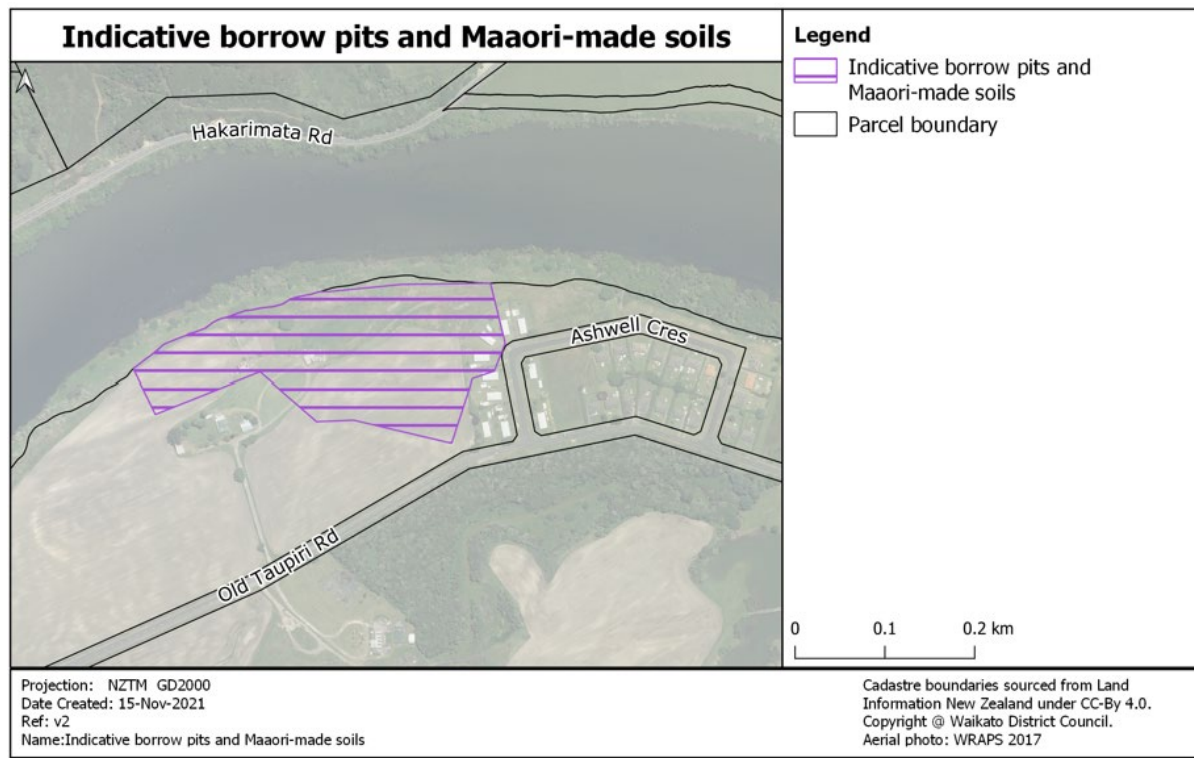 Indicative borrow pits and Maaori-made soils
Legend
Indicative borrow pits and
Maaori-made soils
Parcel boundary
Hakarimata Rd
Ashwell Cres
Old Taupiri Rd
0 0.1 0.2 km
Projection: NZTM GD2000
Date Created: 15-Nov-2021
Ref: v2
Name:Indicative borrow pits and Maaori-made soils
Cadastre boundaries sourced from Land
Information New Zealand under CC-By 4.0.
Copyright @ Waikato District Council.
Aerial photo: WRAPS 2017